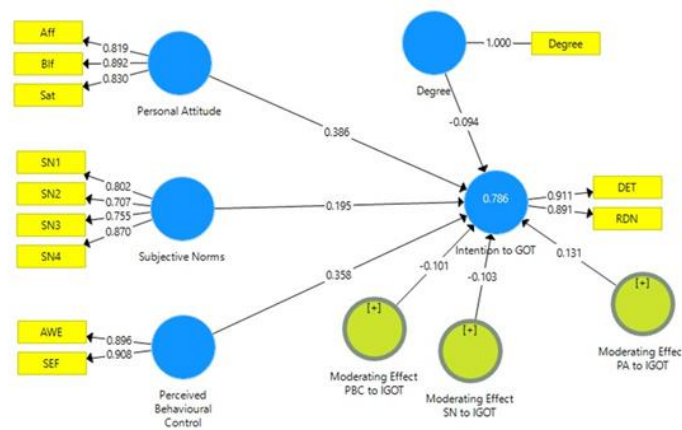 Aff
Blf
Sat
0.819
0.892
0.830
Personal Attitude
1.000
Degree
Degree
-0.094
0.386
SN1
SN2
SN3
SN4
0.802
0.707
0.755
0.870
Subjective Norms
0.195
0.786
Intention to GOT
0.911
0.891
DET
RDN
0.358
-0.101
-0.103
0.131
AWE
SEF
0.896
0.908
Perceived
Behavioural
Control
[+]
Moderating Effect
PBC to IGOT
[+]
Moderating Effect
SN to IGOT
[+]
Moderating Effec
PA to IGOT